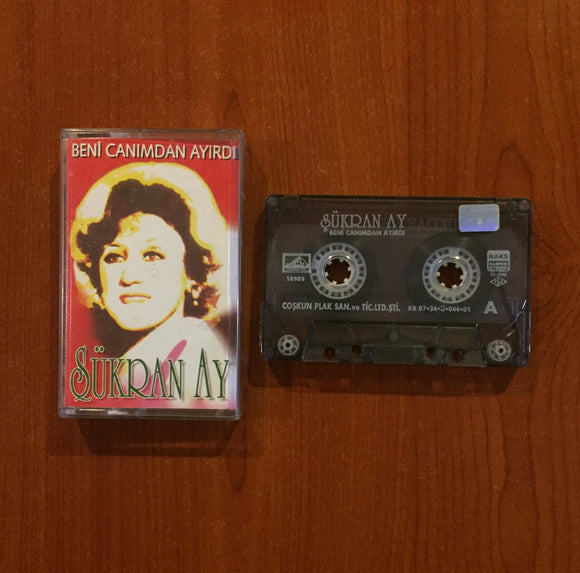 BENİ CANIMDAN AYIRDI
ŞÜKRAN AY
ŞÜKRAN AY
BENİ CANIMDAN AYIRDI
18989
RAKS
COŞKUN PLAK SAN.ve TİC.LTD.ŞTİ.
KB 87•34•Ü•044•01
A